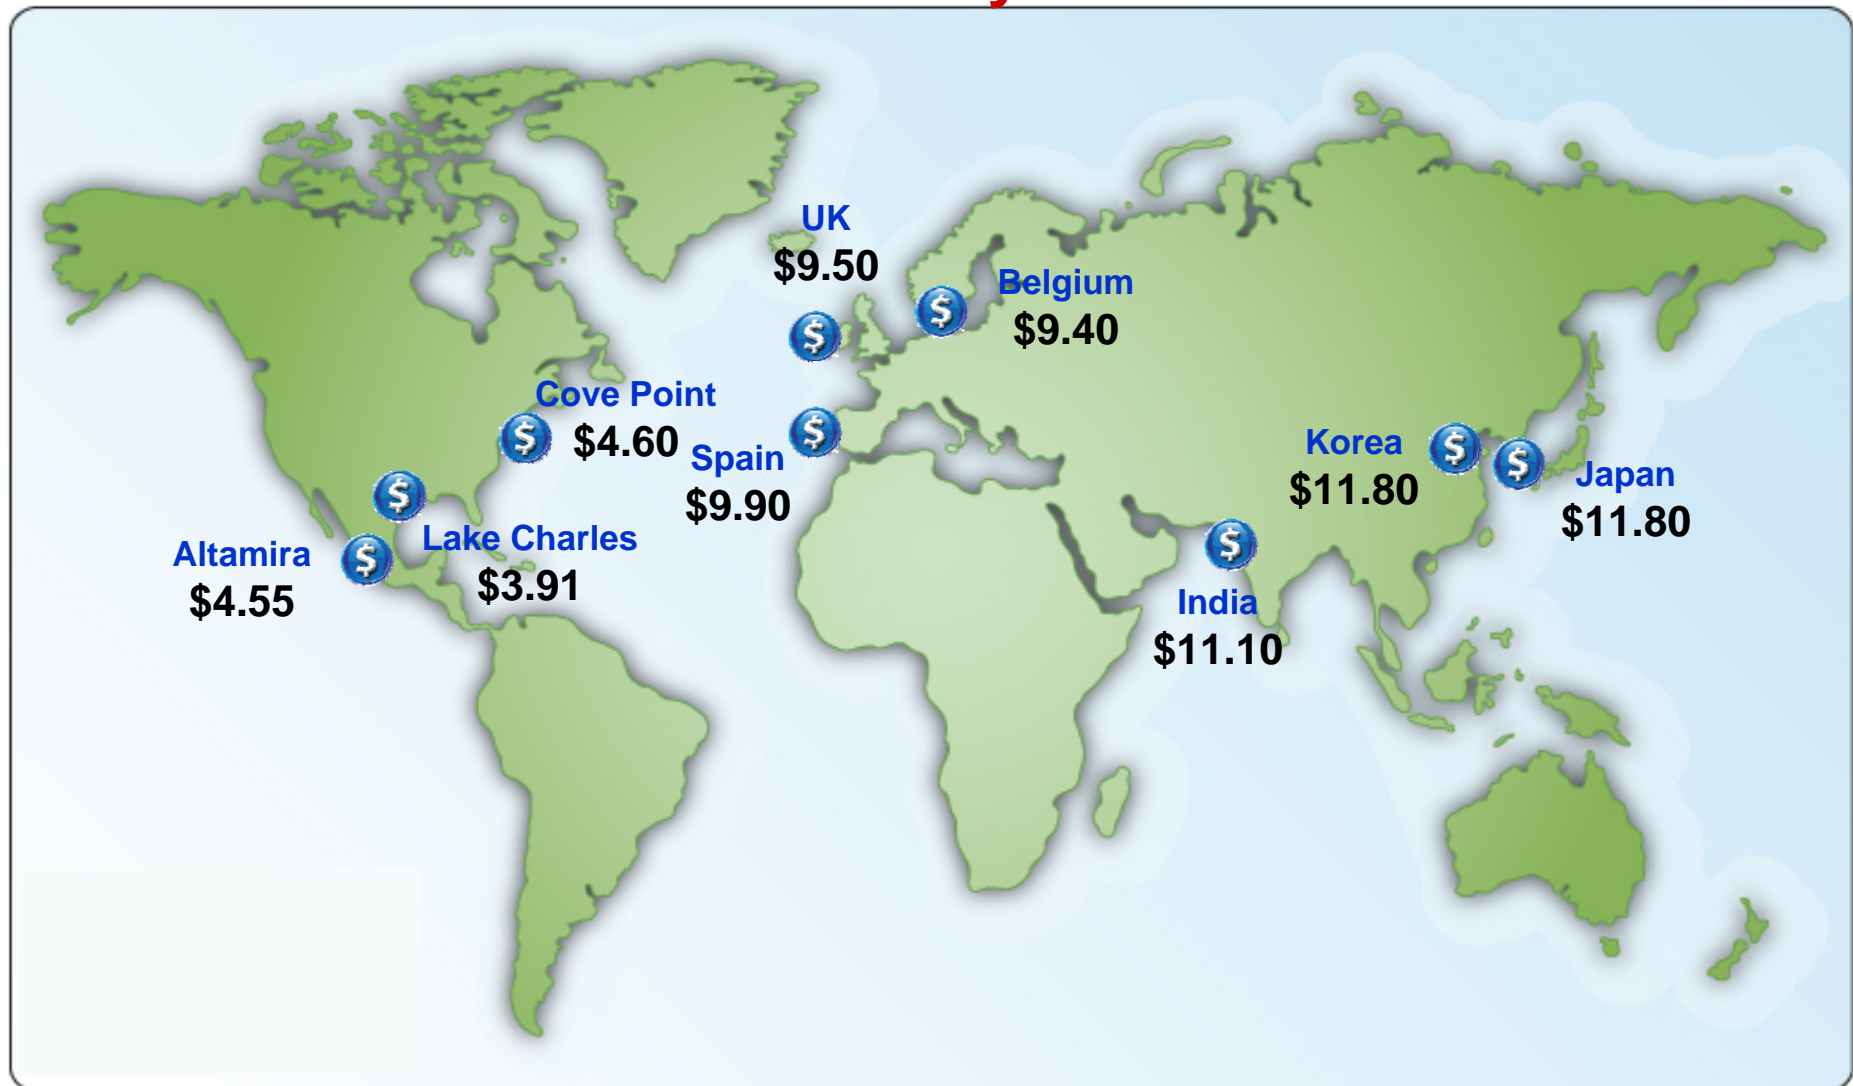 UK
$9.50
Belgium
$9.40
Cove Point
$4.60
Spain
$9.90
Korea
$11.80
Japan
$11.80
Altamira
$4.55
Lake Charles
$3.91
India
$11.10